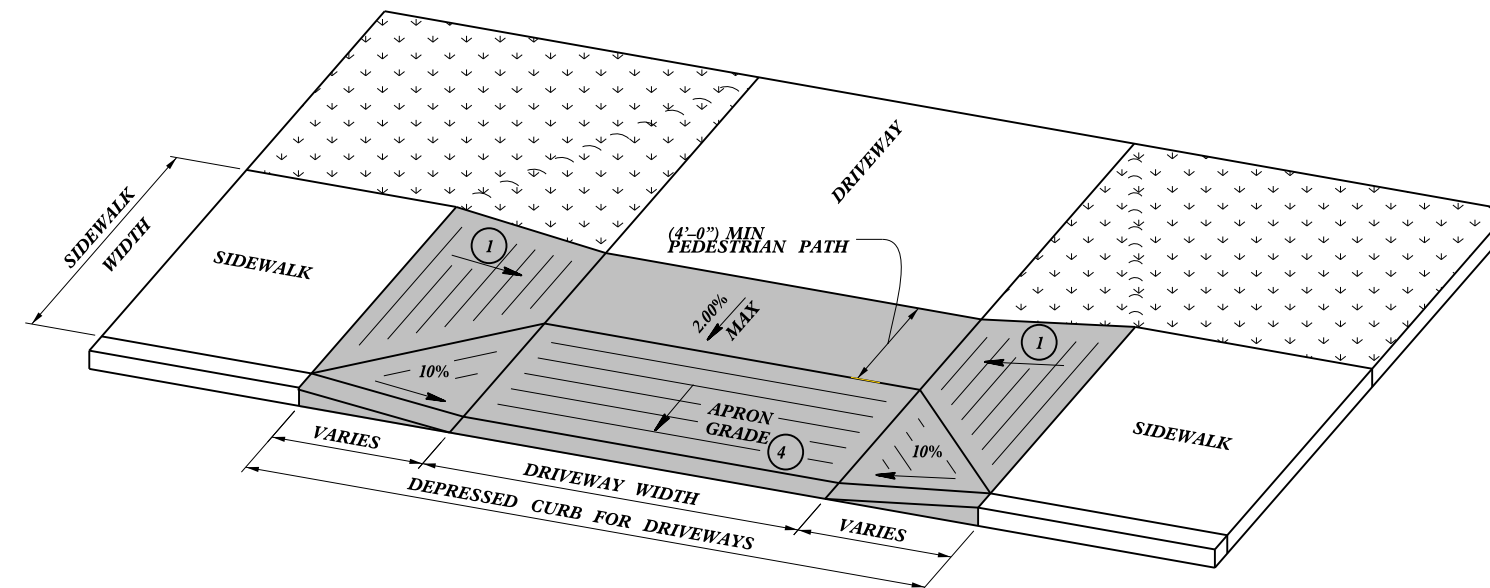 DRIVEWAY
SIDEWALK
WIDTH
(4'–0") MIN
PEDESTRIAN PATH
1
SIDEWALK
2.00%
MAX
1
10%
APRON
GRADE
4
10%
SIDEWALK
VARIES
DRIVEWAY WIDTH
DEPRESSED CURB FOR DRIVEWAYS
VARIES